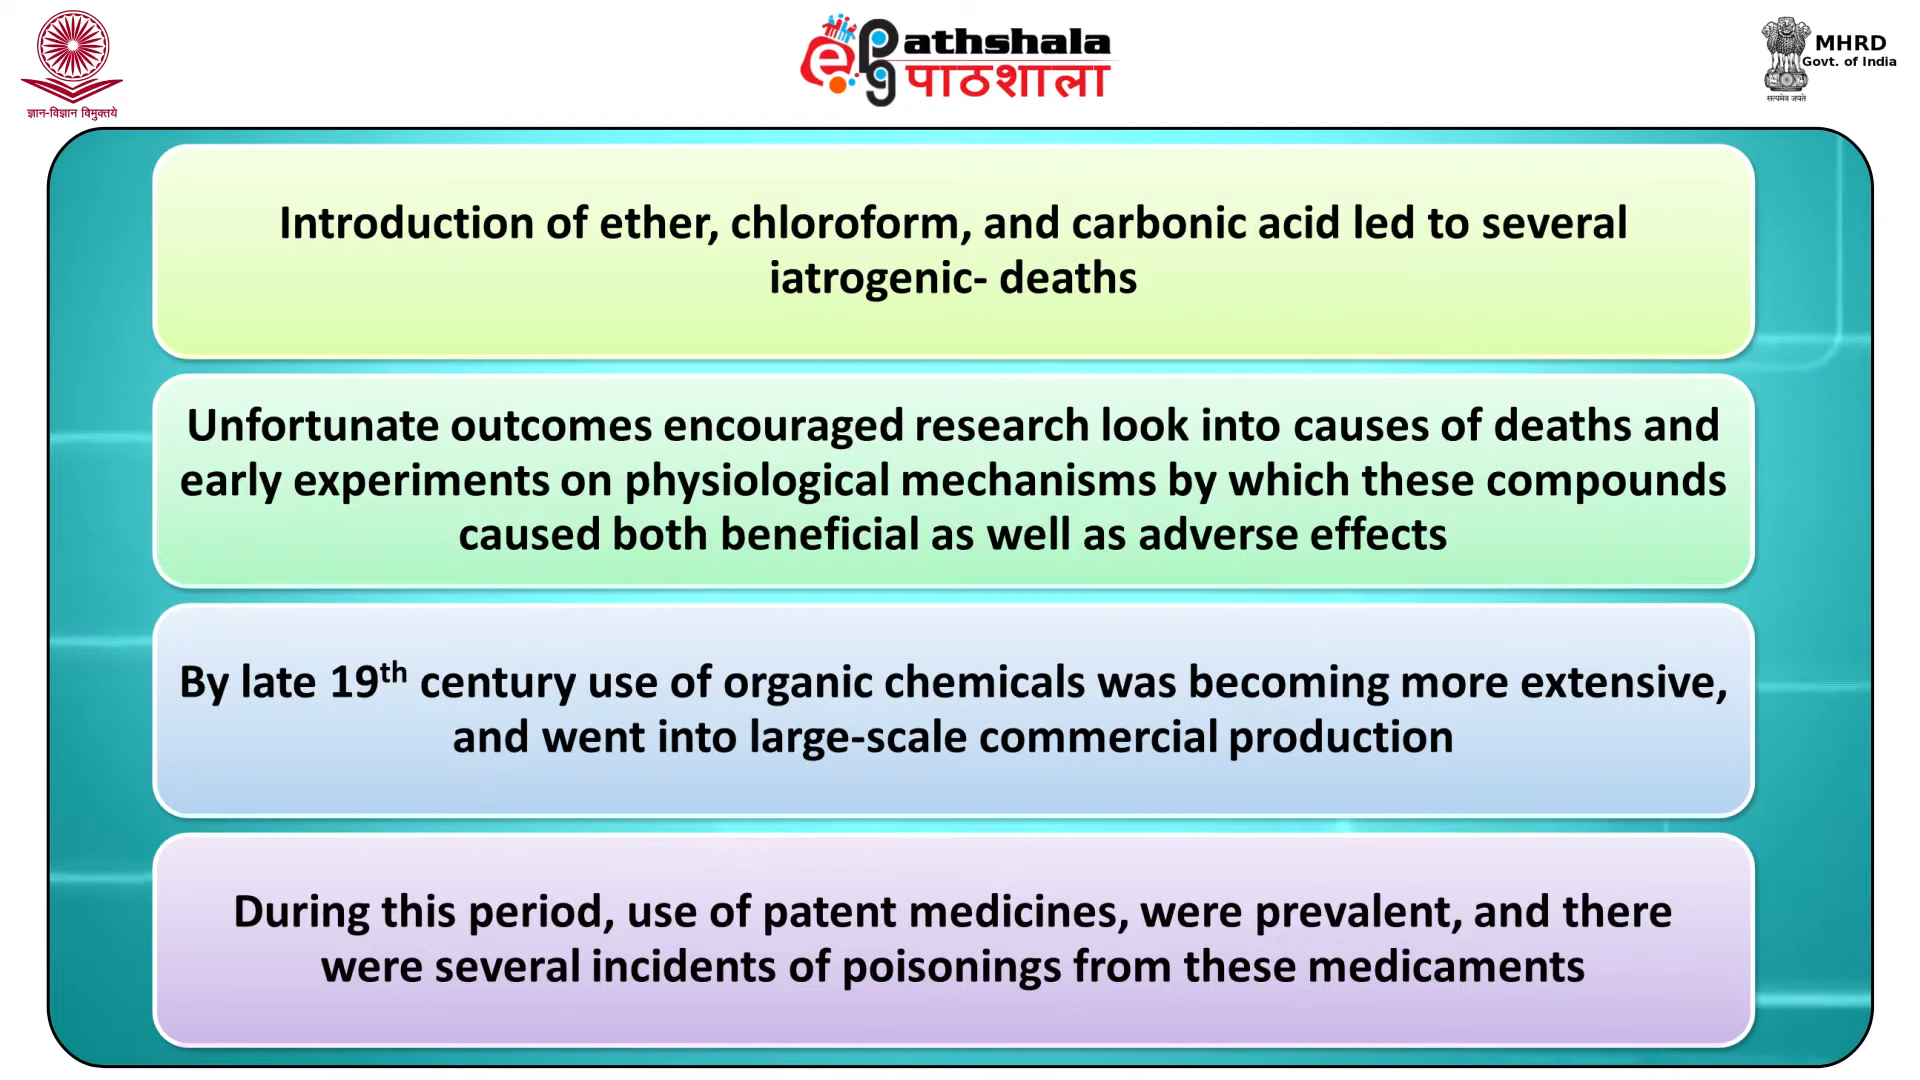 ज्ञान-विज्ञान विमुक्तये
e PG athshala
पाठशाला
सत्यमेव जयते
MHRD
Govt. of India
Introduction of ether, chloroform, and carbonic acid led to several
iatrogenic- deaths
Unfortunate outcomes encouraged research look into causes of deaths and
early experiments on physiological mechanisms by which these compounds
caused both beneficial as well as adverse effects
By late 19th century use of organic chemicals was becoming more extensive,
and went into large-scale commercial production
During this period, use of patent medicines, were prevalent, and there
were several incidents of poisonings from these medicaments